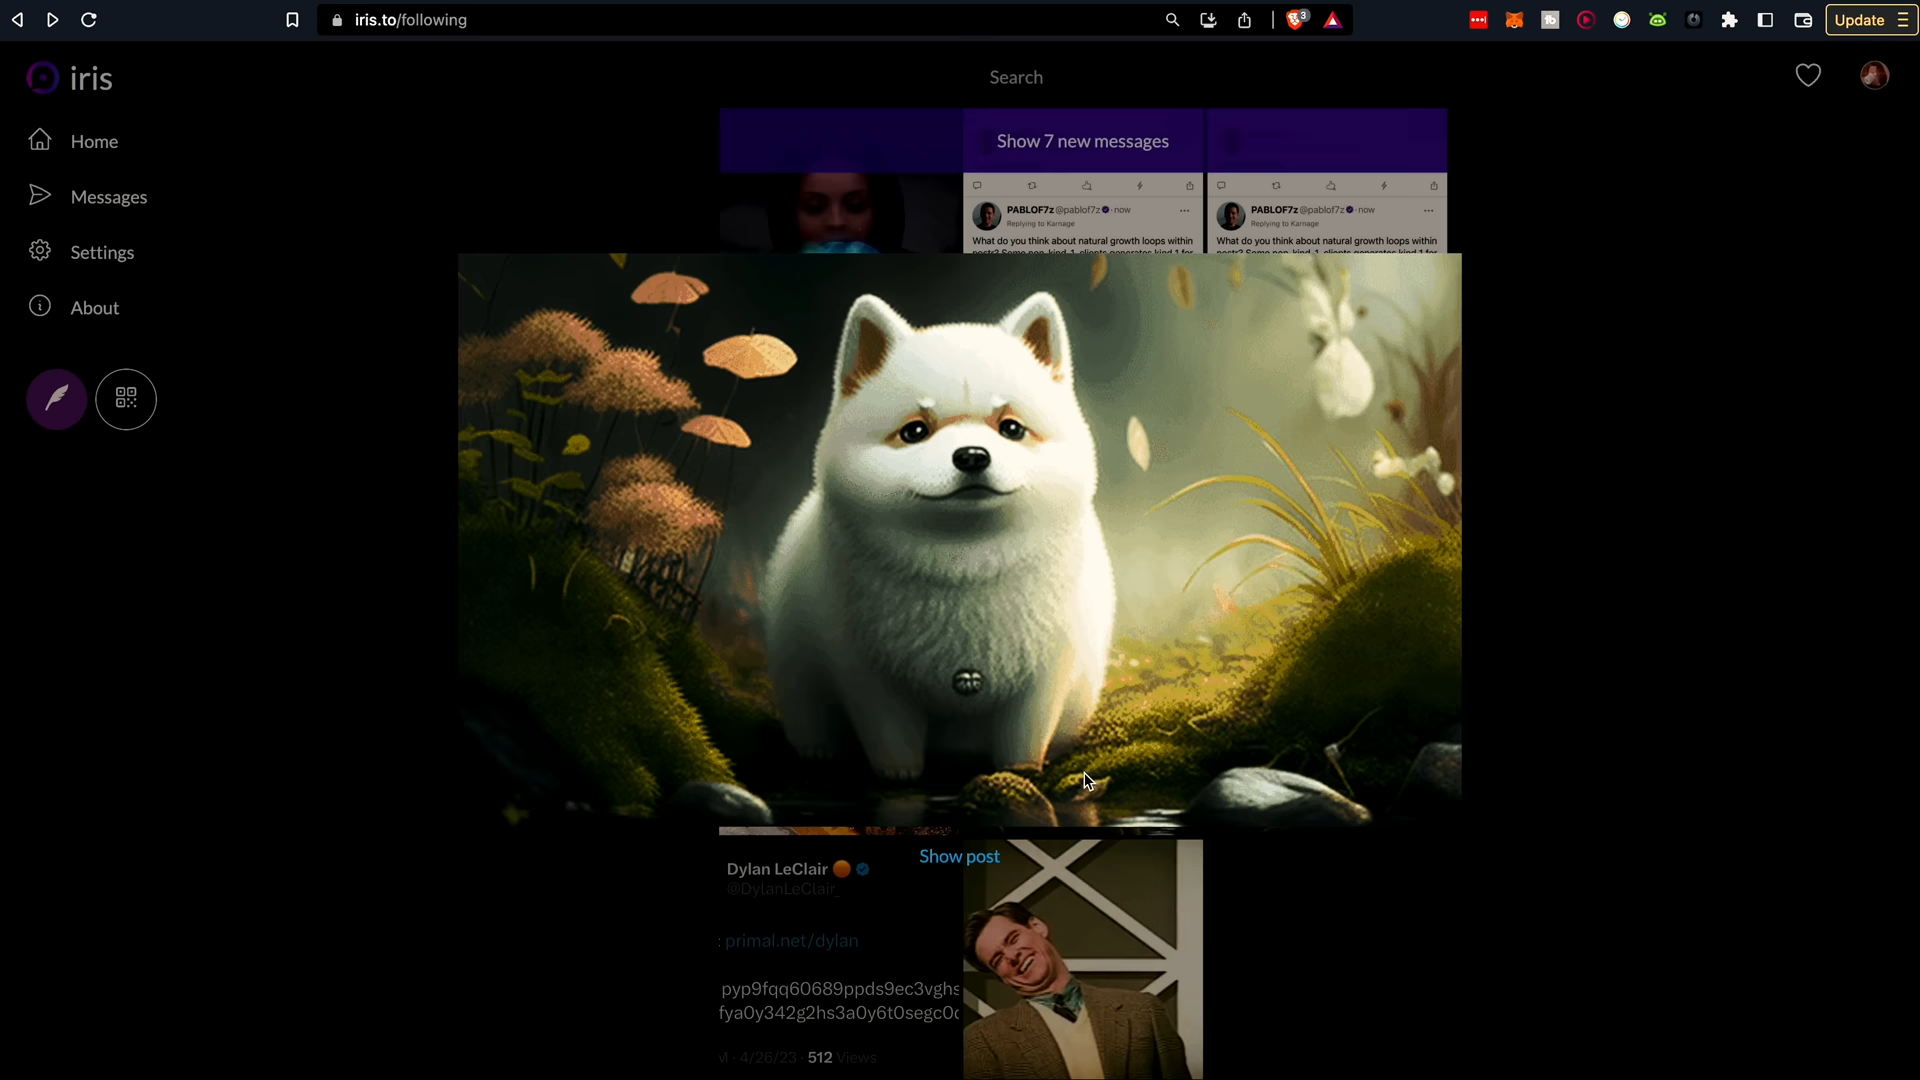 iris.to/following
3
Update
iris
Search
Home
Messages
Settings
About
Show 7 new messages
PABLOF7z @pablof7z · now
Replying to Karnage
What do you think about natural growth loops within
PABLOF7z @pablof7z · now
Replying to Karnage
What do you think about natural growth loops within
Show post
Dylan LeClair
@DylanLeClair_
: primal.net/dylan
pyp9fqq60689ppds9ec3vghs
fya0y342g2hs3a0y6t0segc0
· 4/26/23 · 512 Views